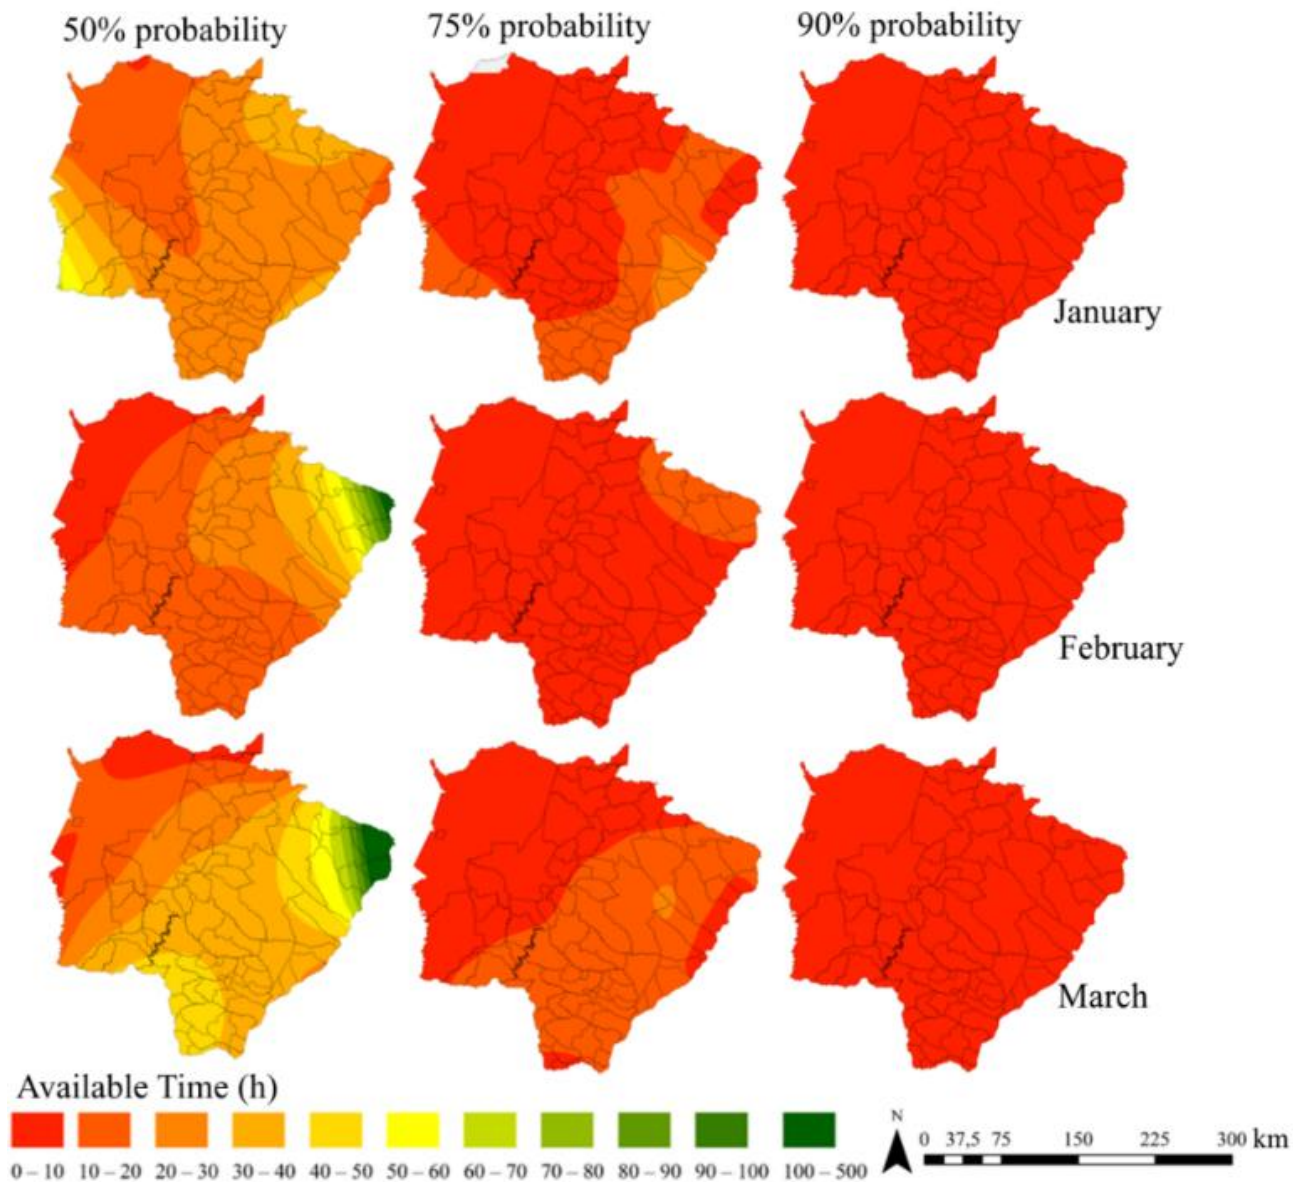 50% probability
75% probability
90% probability
January
February
March
Available Time (h)
0 – 10 10 – 20 20 – 30 30 – 40 40 – 50 50 – 60 60 – 70 70 – 80 80 – 90 90 – 100 100 – 500
N
0 37,5 75 150 225 300 km